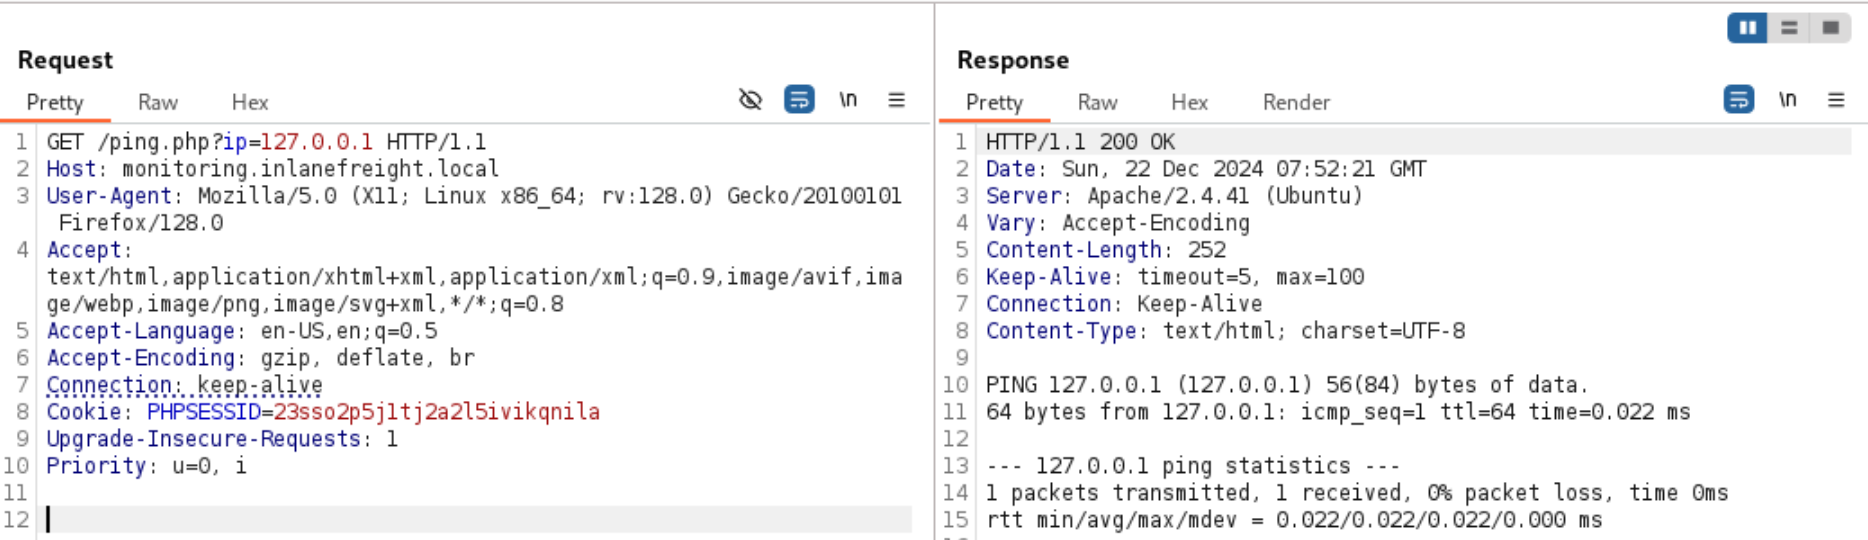 Request
Pretty Raw Hex
\n
1 GET /ping.php?ip=127.0.0.1 HTTP/1.1
2 Host: monitoring.inlanefreight.local
3 User-Agent: Mozilla/5.0 (X11; Linux x86_64; rv:128.0) Gecko/20100101
Firefox/128.0
4 Accept:
text/html,application/xhtml+xml,application/xml;q=0.9,image/avif,ima
ge/webp,image/png,image/svg+xml,*/*;q=0.8
5 Accept-Language: en-US,en;q=0.5
6 Accept-Encoding: gzip, deflate, br
7 Connection: keep-alive
8 Cookie: PHPSESSID=23sso2p5j1tj2a2l5ivikqnila
9 Upgrade-Insecure-Requests: 1
10 Priority: u=0, i
11
12
Response
Pretty Raw Hex Render
\n
1 HTTP/1.1 200 OK
2 Date: Sun, 22 Dec 2024 07:52:21 GMT
3 Server: Apache/2.4.41 (Ubuntu)
4 Vary: Accept-Encoding
5 Content-Length: 252
6 Keep-Alive: timeout=5, max=100
7 Connection: Keep-Alive
8 Content-Type: text/html; charset=UTF-8
9
10 PING 127.0.0.1 (127.0.0.1) 56(84) bytes of data.
11 64 bytes from 127.0.0.1: icmp_seq=1 ttl=64 time=0.022 ms
12
13 --- 127.0.0.1 ping statistics ---
14 1 packets transmitted, 1 received, 0% packet loss, time 0ms
15 rtt min/avg/max/mdev = 0.022/0.022/0.022/0.000 ms